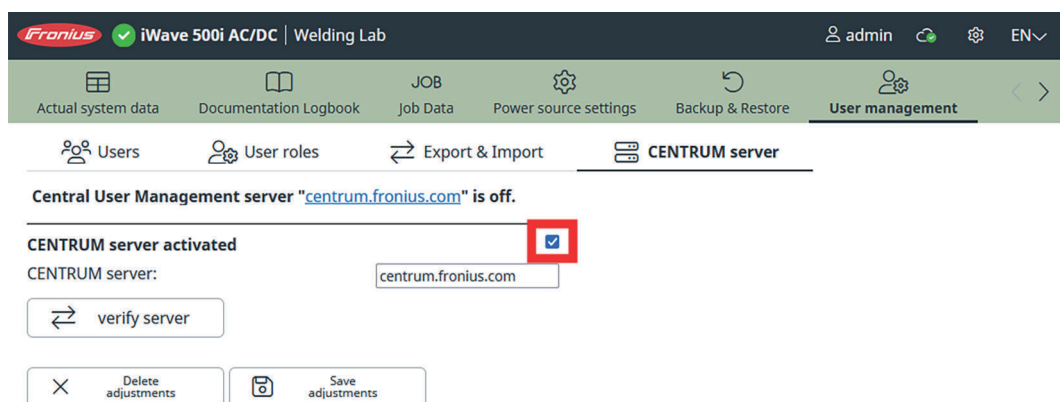 Fronius iWave 500i AC/DC | Welding Lab admin EN
Actual system data Documentation Logbook JOB Job Data Power source settings Backup & Restore User management
Users User roles Export & Import CENTRUM server
Central User Management server "centrum.fronius.com" is off.
CENTRUM server activated
CENTRUM server: centrum.fronius.com
verify server
Delete adjustments Save adjustments